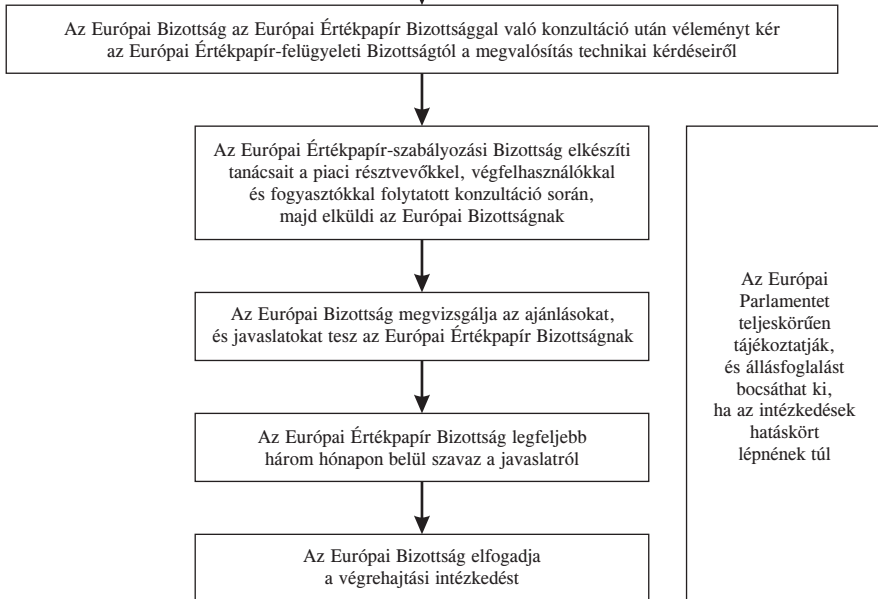 Az Európai Bizottság az Európai Értékpapír Bizottsággal való konzultáció után véleményt kér
az Európai Értékpapír-felügyeleti Bizottságtól a megvalósítás technikai kérdéseiről
Az Európai Értékpapír-szabályozási Bizottság elkészíti
tanácsait a piaci résztvevőkkel, végfelhasználókkal
és fogyasztókkal folytatott konzultáció során,
majd elküldi az Európai Bizottságnak
Az Európai Bizottság megvizsgálja az ajánlásokat,
és javaslatokat tesz az Európai Értékpapír Bizottságnak
Az Európai Értékpapír Bizottság legfeljebb
három hónapon belül szavaz a javaslatról
Az Európai Bizottság elfogadja
a végrehajtási intézkedést
Az Európai
Parlamentet
teljeskörűen
tájékoztatják,
és állásfoglalást
bocsáthat ki,
ha az intézkedések
hatáskört
lépnének túl